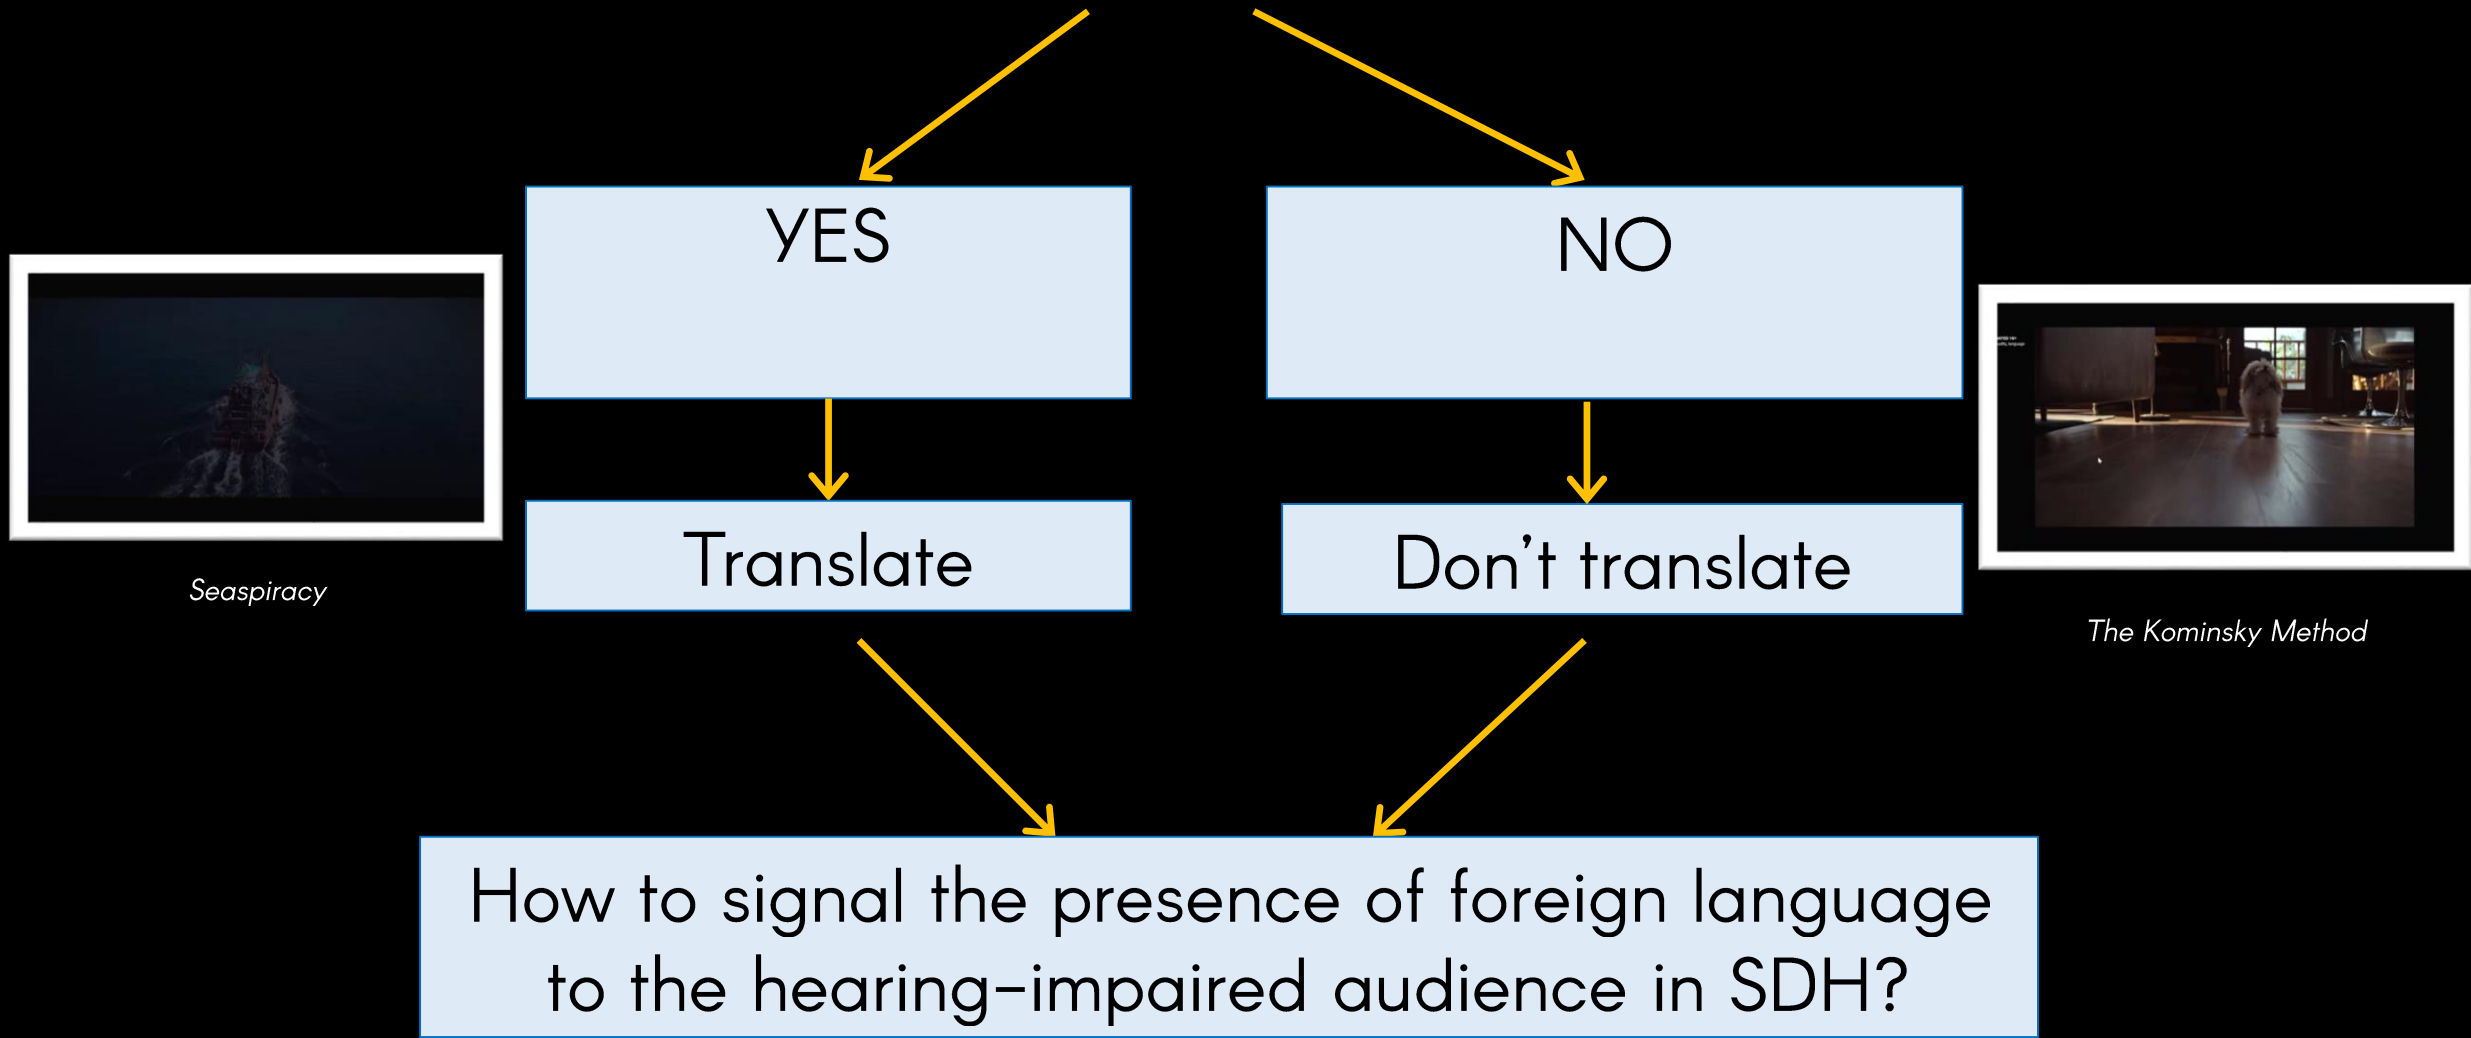 YES
NO
Seaspiracy
Translate
Don’t translate
The Kominsky Method
How to signal the presence of foreign language
to the hearing-impaired audience in SDH?